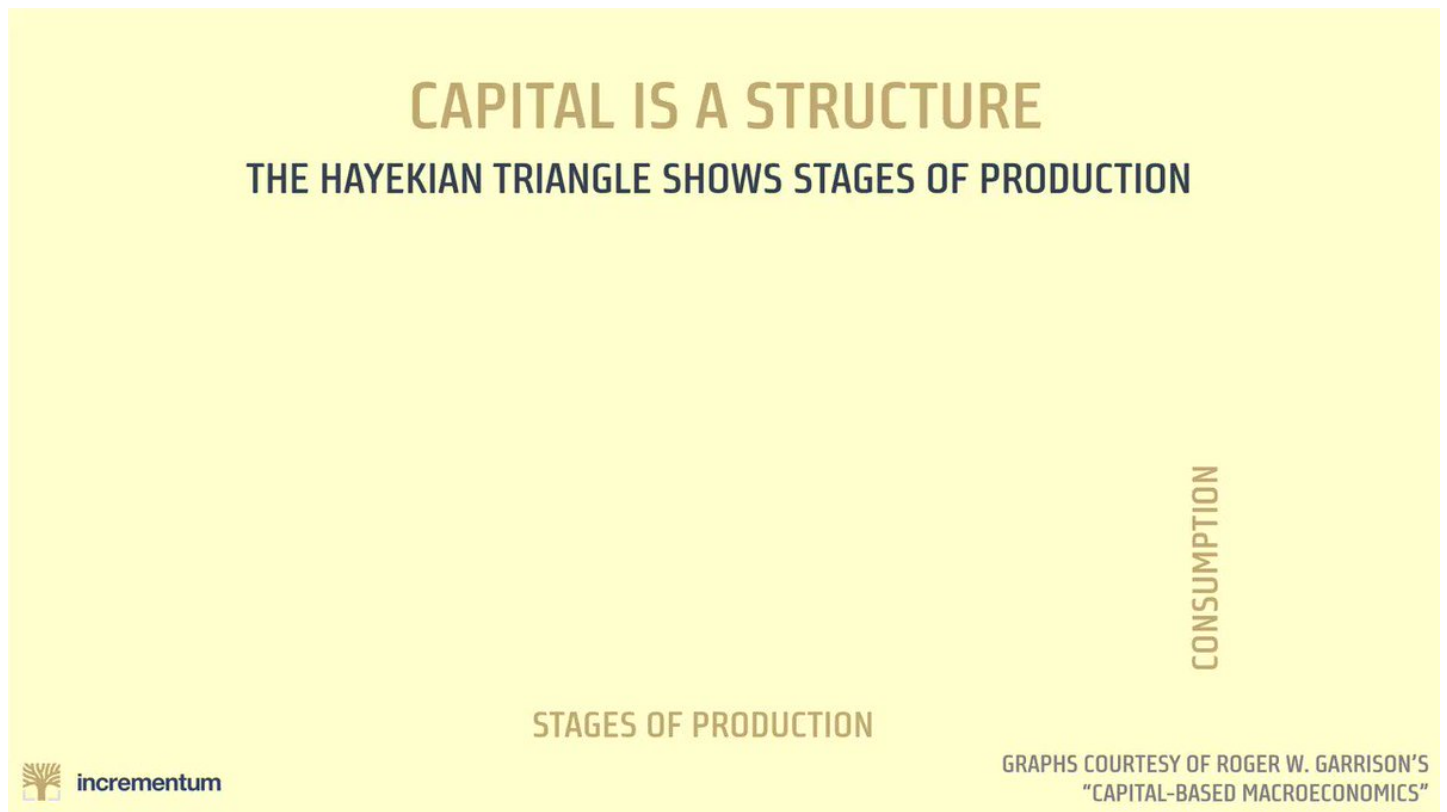 CAPITAL IS A STRUCTURE
THE HAYEKIAN TRIANGLE SHOWS STAGES OF PRODUCTION
CONSUMPTION
STAGES OF PRODUCTION
incrementum
GRAPHS COURTESY OF ROGER W. GARRISON'S
“CAPITAL-BASED MACROECONOMICS”